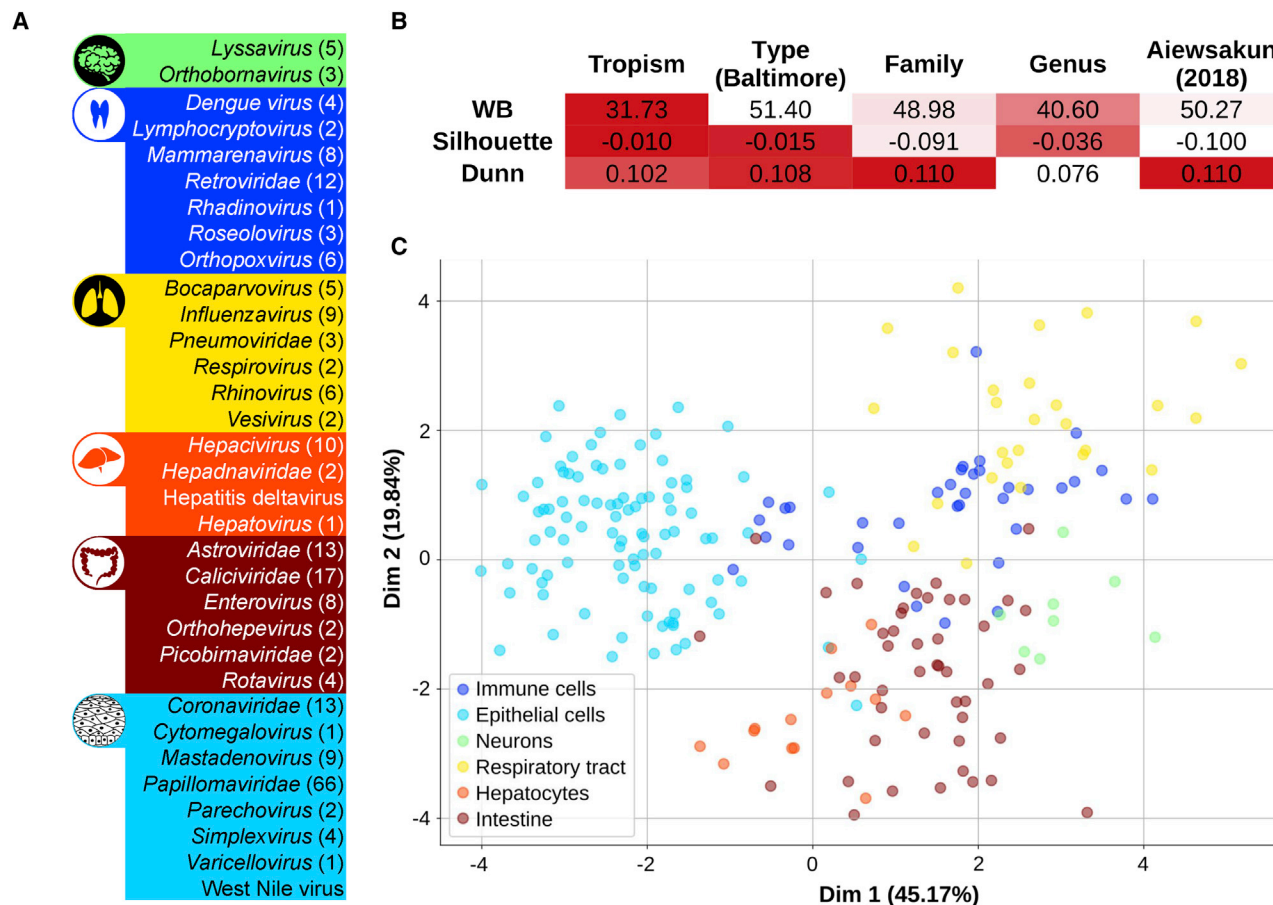 A
Lyssavirus (5)
Orthobornavirus (3)
Dengue virus (4)
Lymphocryptovirus (2)
Mammarenavirus (8)
Retroviridae (12)
Rhadinovirus (1)
Roseolovirus (3)
Orthopoxvirus (6)
Bocaparvovirus (5)
Influenzavirus (9)
Pneumoviridae (3)
Respirovirus (2)
Rhinovirus (6)
Vesivirus (2)
Hepacivirus (10)
Hepadnaviridae (2)
Hepatitis deltavirus
Hepatovirus (1)
Astroviridae (13)
Caliciviridae (17)
Enterovirus (8)
Orthohepevirus (2)
Picobirnaviridae (2)
Rotavirus (4)
Coronaviridae (13)
Cytomegalovirus (1)
Mastadenovirus (9)
Papillomaviridae (66)
Parechovirus (2)
Simplexvirus (4)
Varicellovirus (1)
West Nile virus
B
Tropism Type (Baltimore) Family Genus Aiewsakun (2018)
WB 31.73 51.40 48.98 40.60 50.27
Silhouette -0.010 -0.015 -0.091 -0.036 -0.100
Dunn 0.102 0.108 0.110 0.076 0.110
C
Dim 2 (19.84%)
4
2
0
-2
-4
Immune cells
Epithelial cells
Neurons
Respiratory tract
Hepatocytes
Intestine
-4 -2 0 2 4
Dim 1 (45.17%)